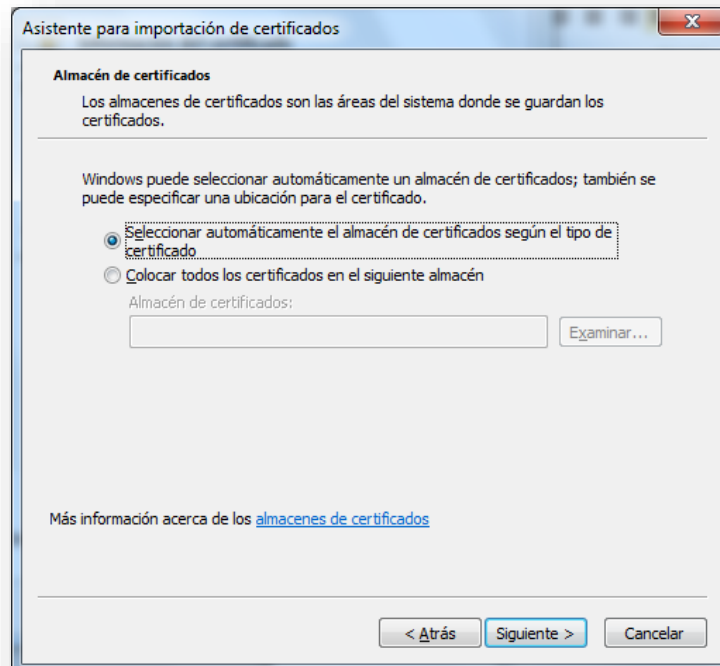 Asistente para importación de certificados
Almacén de certificados
Los almacenes de certificados son las áreas del sistema donde se guardan los
certificados.
Windows puede seleccionar automáticamente un almacén de certificados; también se
puede especificar una ubicación para el certificado.
Seleccionar automáticamente el almacén de certificados según el tipo de
certificado
Colocar todos los certificados en el siguiente almacén
Almacén de certificados:
Examinar...
Más información acerca de los almacenes de certificados
< Atrás
Siguiente >
Cancelar